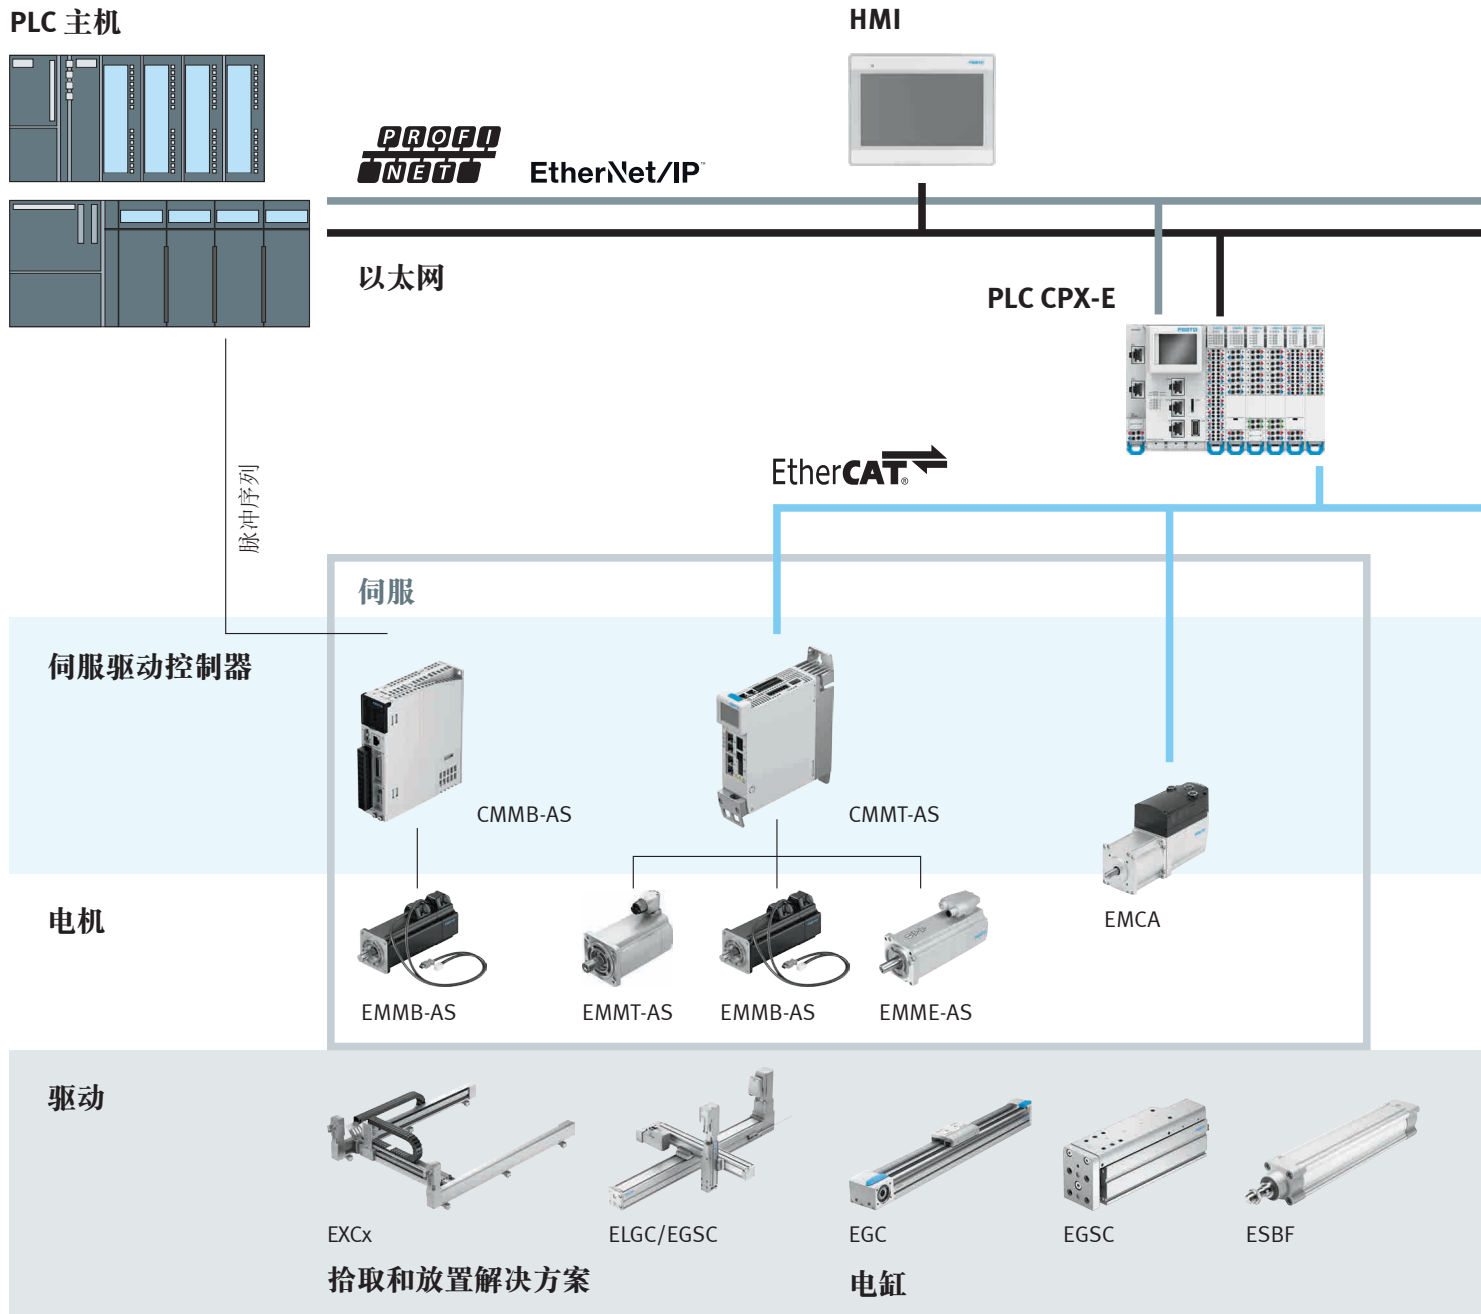 PLC 主机
HMI
PROFI
NET
EtherNet/IP™
以太网
PLC CPX-E
EtherCAT®
脉冲序列
伺服
伺服驱动控制器
CMMB-AS
CMMT-AS
电机
EMCA
EMMB-AS
EMMT-AS
EMMB-AS
EMME-AS
驱动
EXCx
ELGC/EGSC
EGC
EGSC
ESBF
拾取和放置解决方案
电缸